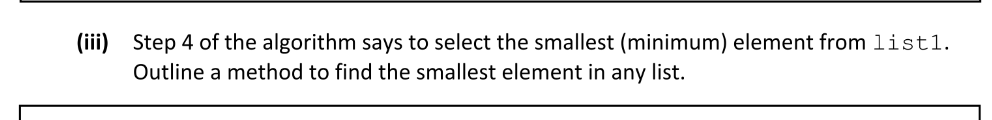 (iii) Step 4 of the algorithm says to select the smallest (minimum) element from list1.
Outline a method to find the smallest element in any list.